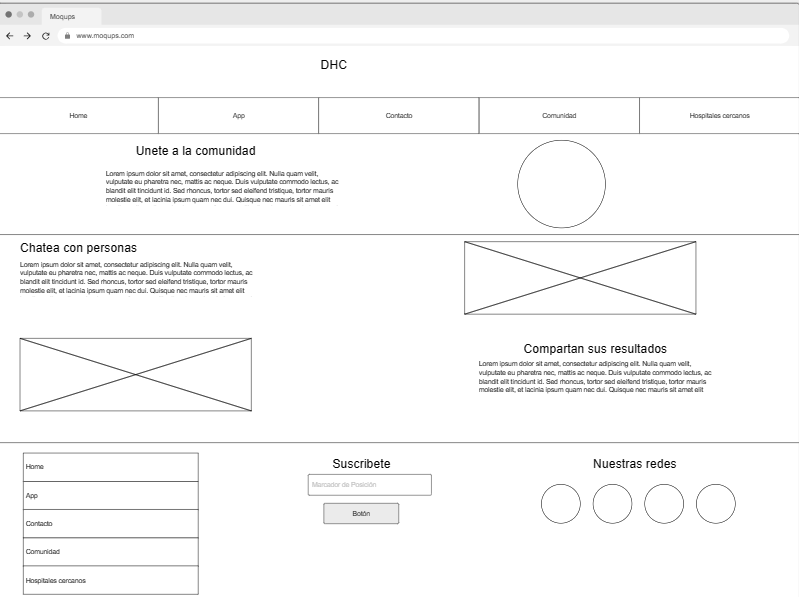 Moqups
www.moqups.com
DHC
Home
App
Contacto
Comunidad
Hospitales cercanos
Unete a la comunidad
Lorem ipsum dolor sit amet, consectetur adipiscing elit. Nulla quam velit,
vulputate eu pharetra nec, mattis ac neque. Duis vulputate commodo lectus, ac
blandit elit tincidunt id. Sed rhoncus, tortor sed eleifend tristique, tortor mauris
molestie elit, et lacinia ipsum quam nec dui. Quisque nec mauris sit amet elit
Chatea con personas
Lorem ipsum dolor sit amet, consectetur adipiscing elit. Nulla quam velit,
vulputate eu pharetra nec, mattis ac neque. Duis vulputate commodo lectus, ac
blandit elit tincidunt id. Sed rhoncus, tortor sed eleifend tristique, tortor mauris
molestie elit, et lacinia ipsum quam nec dui. Quisque nec mauris sit amet elit
Compartan sus resultados
Lorem ipsum dolor sit amet, consectetur adipiscing elit. Nulla quam velit,
vulputate eu pharetra nec, mattis ac neque. Duis vulputate commodo lectus, ac
blandit elit tincidunt id. Sed rhoncus, tortor sed eleifend tristique, tortor mauris
molestie elit, et lacinia ipsum quam nec dui. Quisque nec mauris sit amet elit
Home
App
Contacto
Comunidad
Hospitales cercanos
Suscribete
Marcador de Posición
Botón
Nuestras redes